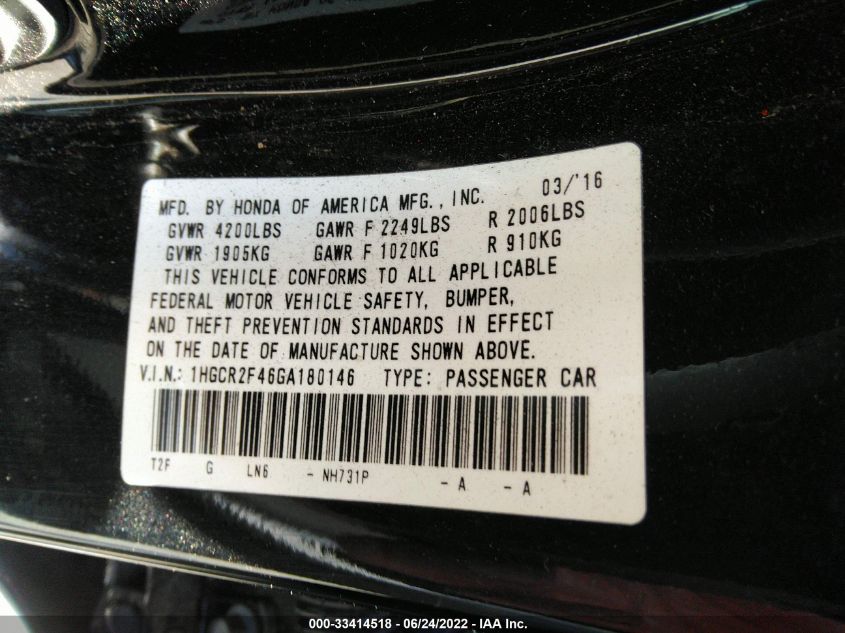 MFD. BY HONDA OF AMERICA MFG., INC. 03/'16
GVWR 4200LBS GAWR F 2249LBS R 2006LBS
GVWR 1905KG GAWR F 1020KG R 910KG
THIS VEHICLE CONFORMS TO ALL APPLICABLE
FEDERAL MOTOR VEHICLE SAFETY, BUMPER,
AND THEFT PREVENTION STANDARDS IN EFFECT
ON THE DATE OF MANUFACTURE SHOWN ABOVE.
V.I.N.: 1HGCR2F46GA180146 TYPE: PASSENGER CAR
T2F G LN6 - NH731P - A - A
000-33414518 - 06/24/2022 - IAA Inc.